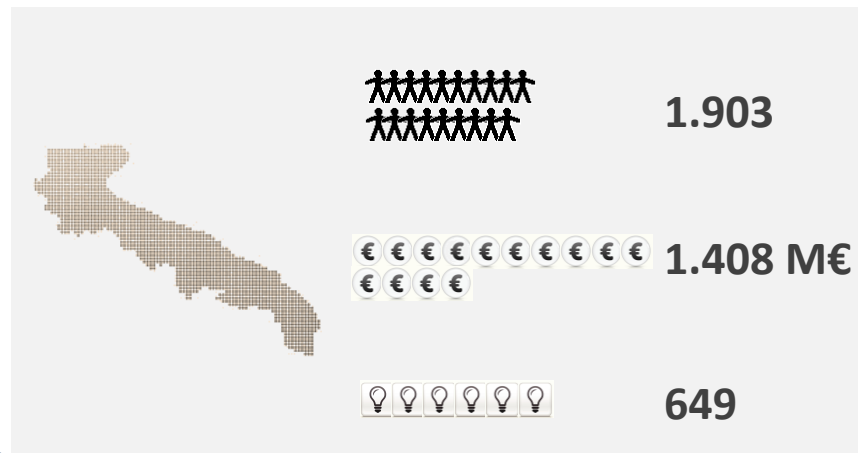 1.903
€ € € € € € € € € €
1.408 M€
€ € € €
649